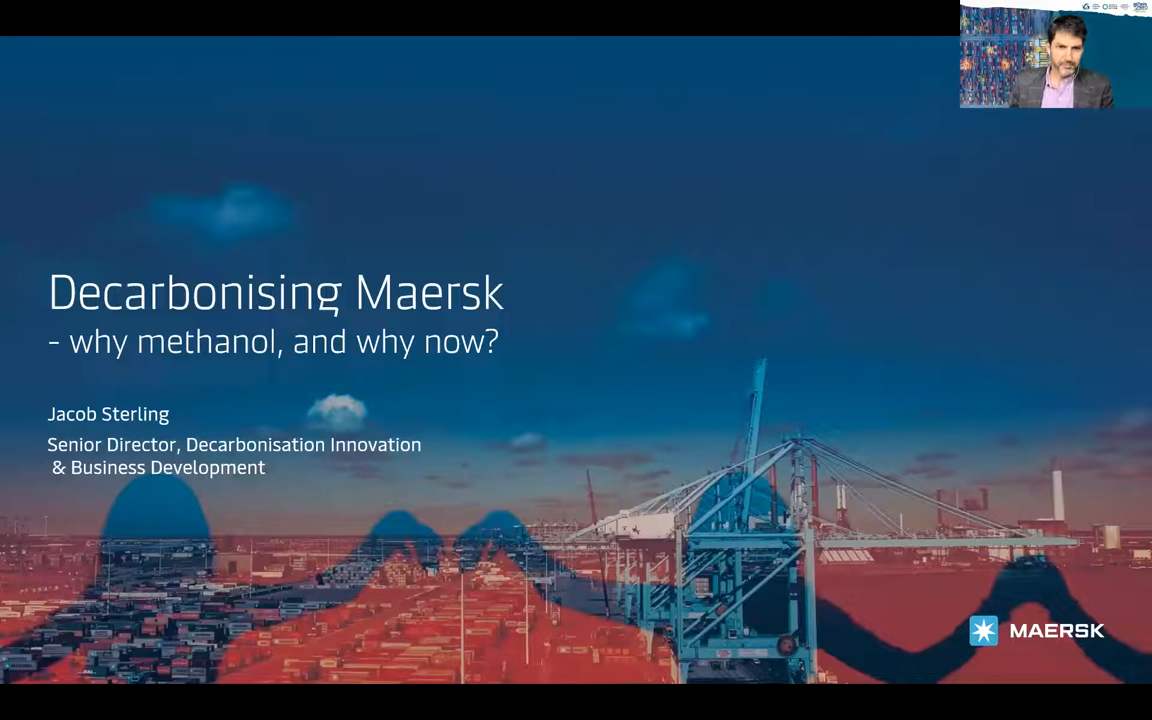 Decarbonising Maersk
- why methanol, and why now?
Jacob Sterling
Senior Director, Decarbonisation Innovation
& Business Development
MAERSK